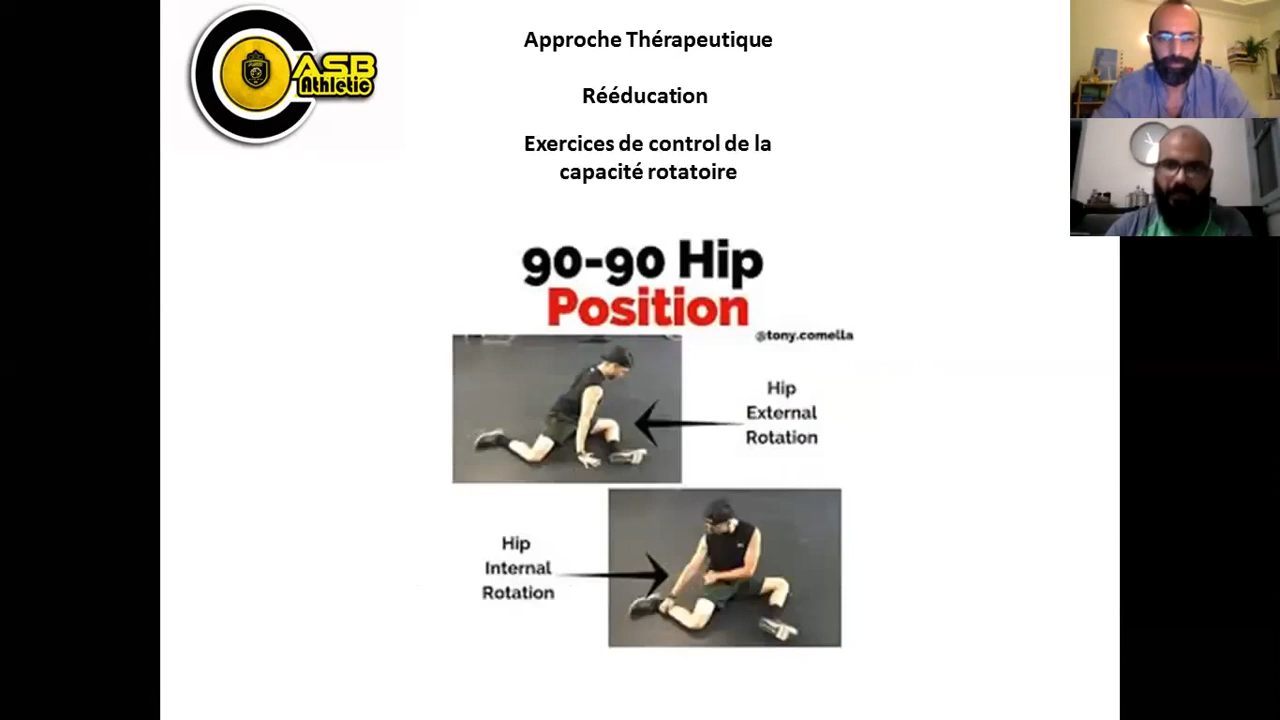 ASB
Athletic
Approche Thérapeutique
Rééducation
Exercices de control de la
capacité rotatoire
90-90 Hip
Position
@tony.comella
Hip
External
Rotation
Hip
Internal
Rotation